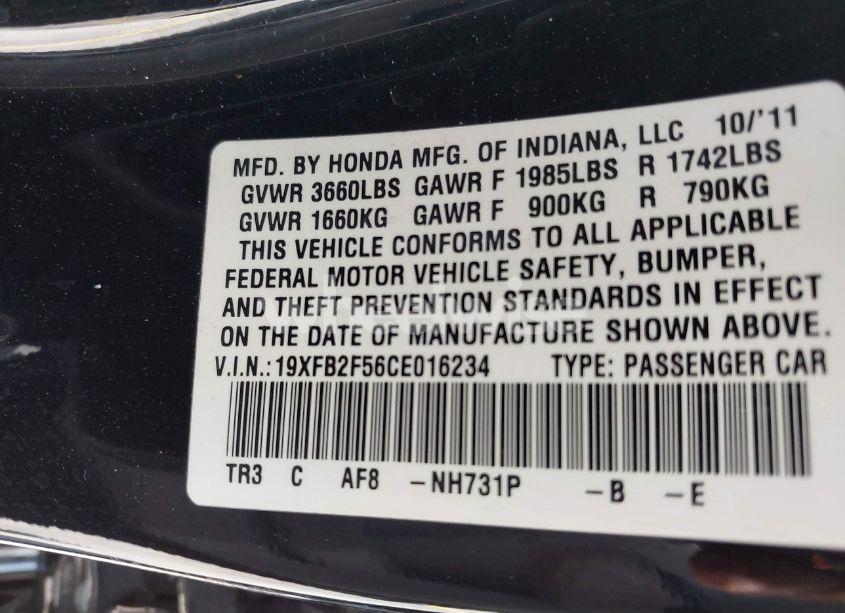 MFD. BY HONDA MFG. OF INDIANA, LLC 10/'11
GVWR 3660LBS GAWR F 1985LBS R 1742LBS
GVWR 1660KG GAWR F 900KG R 790KG
THIS VEHICLE CONFORMS TO ALL APPLICABLE
FEDERAL MOTOR VEHICLE SAFETY, BUMPER,
AND THEFT PREVENTION STANDARDS IN EFFECT
ON THE DATE OF MANUFACTURE SHOWN ABOVE.
V.I.N.:19XFB2F56CE016234 TYPE: PASSENGER CAR
TR3 C AF8 -NH731P -B -E